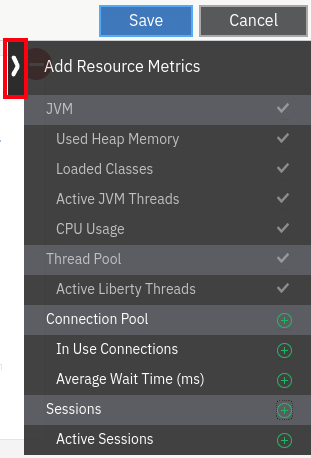 Save Cancel
Add Resource Metrics
JVM
Used Heap Memory
Loaded Classes
Active JVM Threads
CPU Usage
Thread Pool
Active Liberty Threads
Connection Pool
In Use Connections
Average Wait Time (ms)
Sessions
Active Sessions